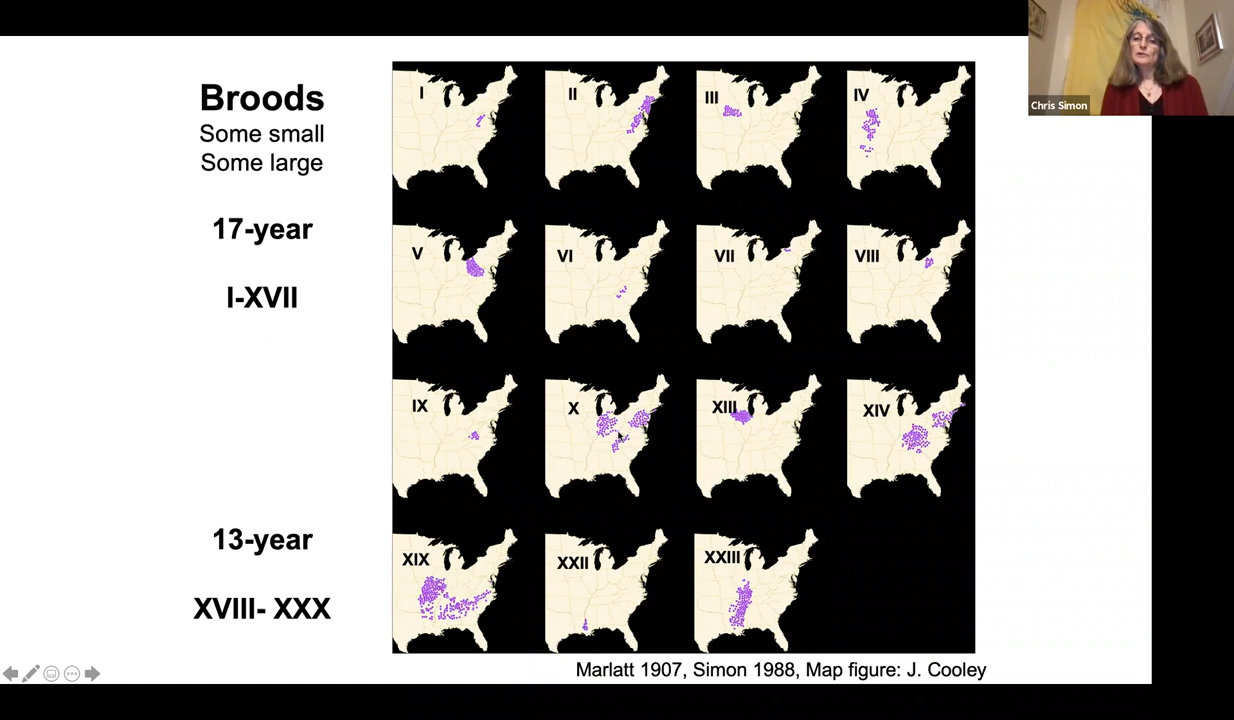 Broods
Some small
Some large
17-year
I-XVII
13-year
XVIII- XXX
I
II
III
IV
V
VI
VII
VIII
IX
X
XIII
XIV
XIX
XXII
XXIII
Marlatt 1907, Simon 1988, Map figure: J. Cooley
Chris Simon